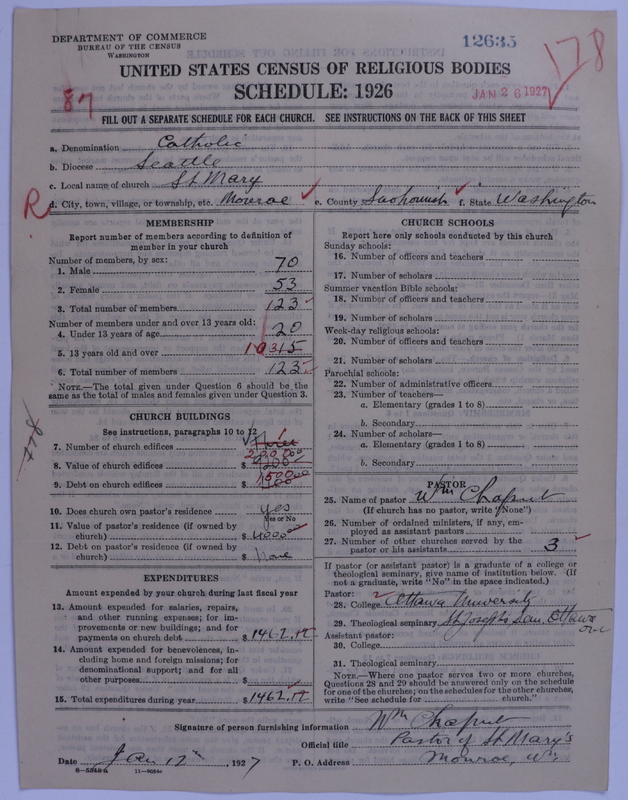 DEPARTMENT OF COMMERCE
BUREAU OF THE CENSUS
WASHINGTON
12635
178
UNITED STATES CENSUS OF RELIGIOUS BODIES
SCHEDULE: 1926
JAN 26 1927
87
FILL OUT A SEPARATE SCHEDULE FOR EACH CHURCH. SEE INSTRUCTIONS ON THE BACK OF THIS SHEET
a. Denomination Catholic
b. Diocese Seattle
c. Local name of church St Mary
R d. City, town, village, or township, etc. Monroe e. County Snohomish f. State Washington
MEMBERSHIP
Report number of members according to definition of
member in your church
Number of members, by sex:
1. Male 70
2. Female 53
3. Total number of members 123
Number of members under and over 13 years old:
4. Under 13 years of age 20
5. 13 years old and over 103
6. Total number of members 123
NOTE.—The total given under Question 6 should be the
same as the total of males and females given under Question 3.
CHURCH BUILDINGS
See instructions, paragraphs 10 to 12
7. Number of church edifices
8. Value of church edifices $
9. Debt on church edifices $
10. Does church own pastor's residence yes
Yes or No
11. Value of pastor's residence (if owned by
church) $ 4000
12. Debt on pastor's residence (if owned by
church) $ None
EXPENDITURES
Amount expended by your church during last fiscal year
13. Amount expended for salaries, repairs,
and other running expenses; for im-
provements or new buildings; and for
payments on church debt $ 1462.
14. Amount expended for benevolences, in-
cluding home and foreign missions; for
denominational support; and for all
other purposes $
15. Total expenditures during year $ 1462.
CHURCH SCHOOLS
Report here only schools conducted by this church
Sunday schools:
16. Number of officers and teachers
17. Number of scholars
Summer vacation Bible schools:
18. Number of officers and teachers
19. Number of scholars
Week-day religious schools:
20. Number of officers and teachers
21. Number of scholars
Parochial schools:
22. Number of administrative officers
23. Number of teachers—
a. Elementary (grades 1 to 8)
b. Secondary
24. Number of scholars—
a. Elementary (grades 1 to 8)
b. Secondary
PASTOR
25. Name of pastor Wm Chaput
(If church has no pastor, write "None")
26. Number of ordained ministers, if any, em-
ployed as assistant pastors
27. Number of other churches served by the
pastor or his assistants 3
If pastor (or assistant pastor) is a graduate of a college or
theological seminary, give name of institution below. (If
not a graduate, write "No" in the space indicated.)
Pastor:
28. College Ottawa University
29. Theological seminary St Josephs Sem. Ottawa
Assistant pastor:
30. College
31. Theological seminary
NOTE.—Where one pastor serves two or more churches,
Questions 28 and 29 should be answered only on the schedule
for one of the churches; on the schedules for the other churches,
write "See schedule for church."
Signature of person furnishing information Wm Chaput
Official title Pastor of St Mary's
Date Jan 12th, 1927 P. O. Address Monroe, Wn.